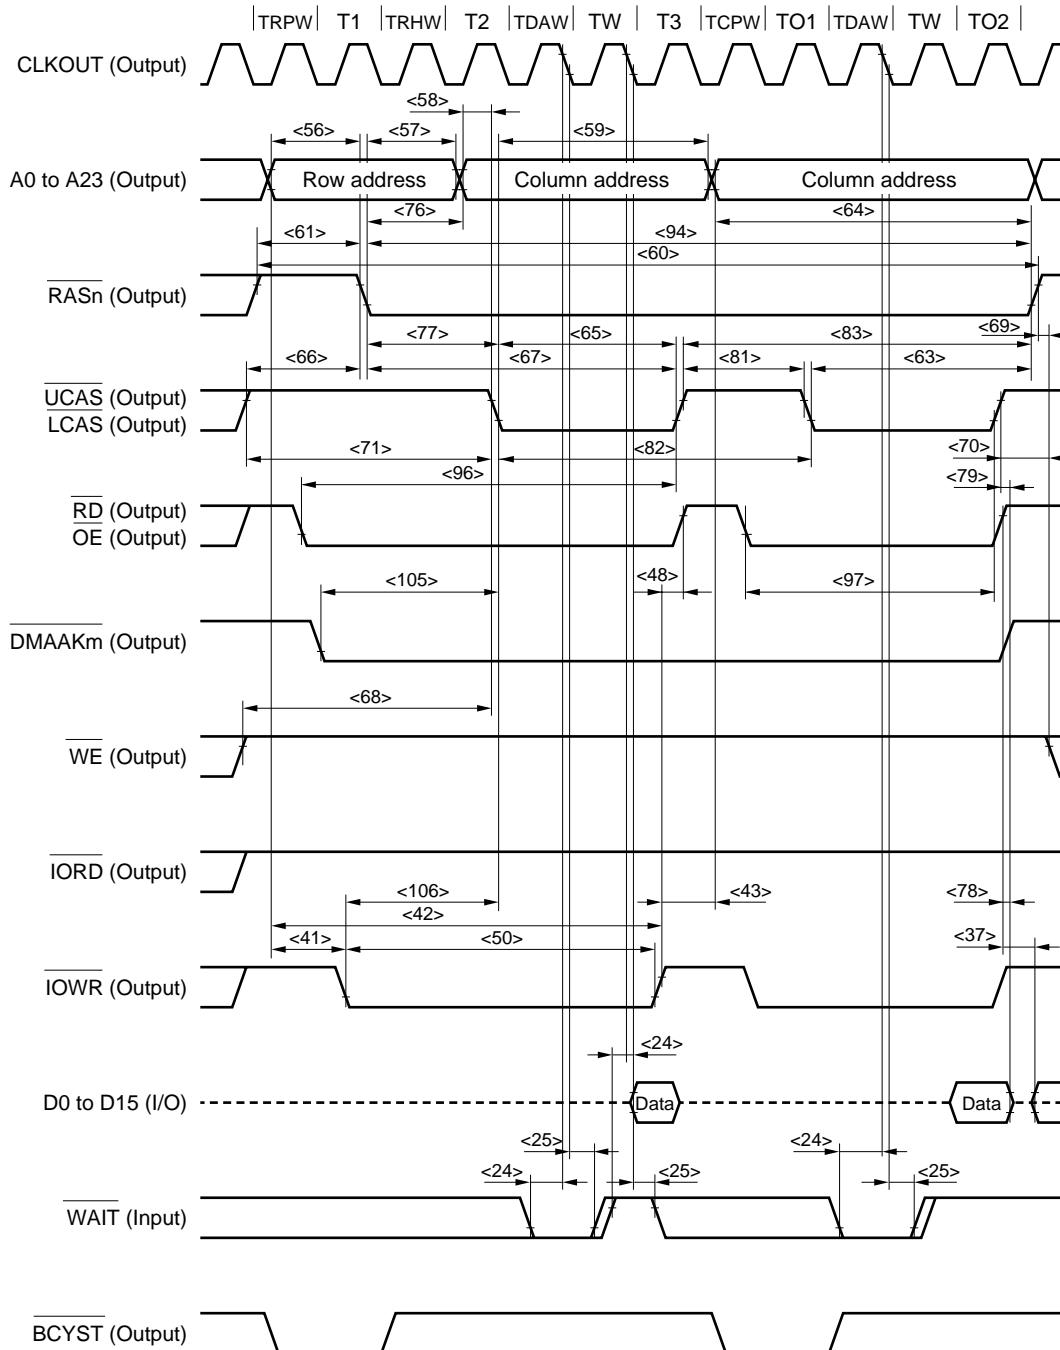 TRPW T1 TRHW T2 TDAW TW T3 TCPW TO1 TDAW TW TO2
CLKOUT (Output)
<58>
<56> <57> <59>
A0 to A23 (Output) Row address Column address Column address
<76> <64>
<61> <94>
<60>
RASn (Output)
<69>
<77> <65> <83>
<66> <67> <81> <63>
UCAS (Output)
LCAS (Output)
<71> <82> <70>
<96> <79>
RD (Output)
OE (Output)
<105> <48> <97>
DMAAKm (Output)
<68>
WE (Output)
IORD (Output)
<106> <43> <78>
<42>
<41> <50> <37>
IOWR (Output)
<24>
D0 to D15 (I/O) Data Data
<25> <24>
<24> <25> <25>
WAIT (Input)
BCYST (Output)